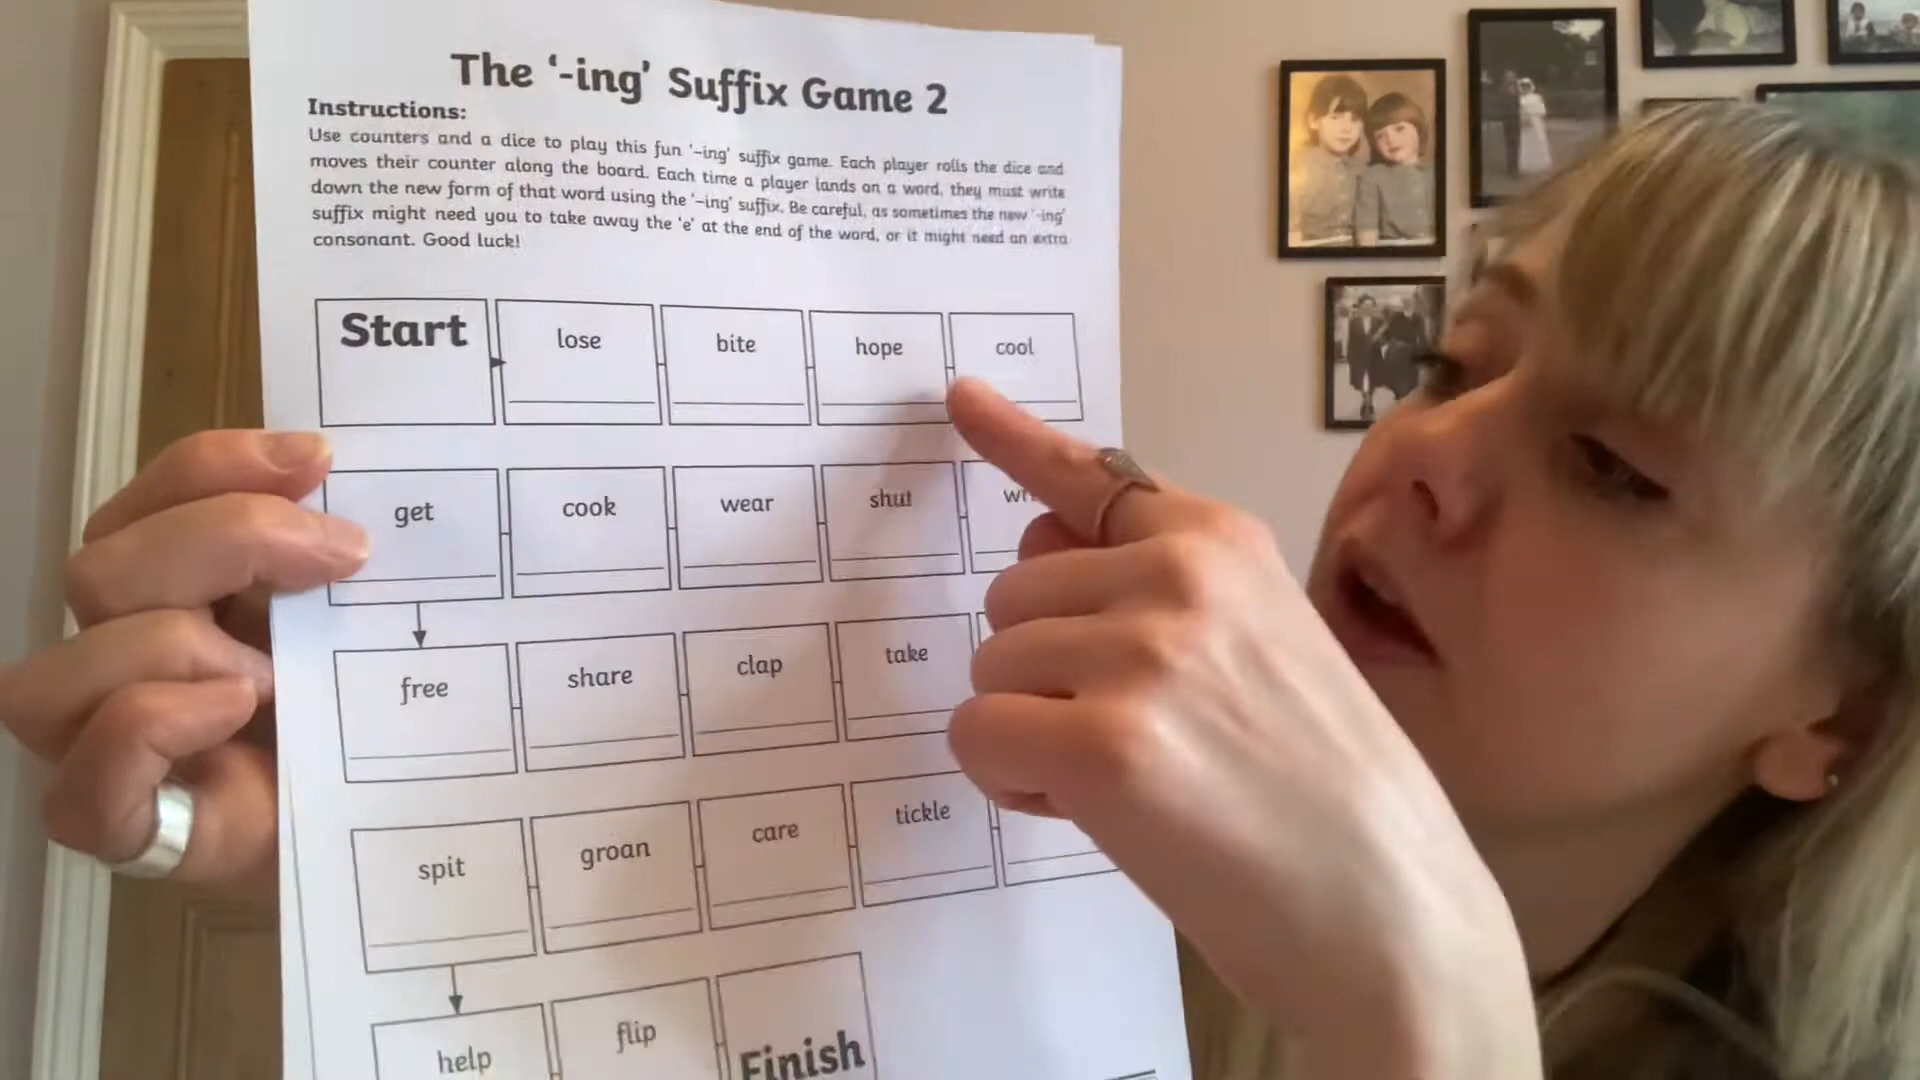 The ‘-ing’ Suffix Game 2
Instructions:
Use counters and a dice to play this fun ‘-ing’ suffix game. Each player rolls the dice and
moves their counter along the board. Each time a player lands on a word, they must write
down the new form of that word using the ‘-ing’ suffix. Be careful, as sometimes the new ‘-ing’
suffix might need you to take away the ‘e’ at the end of the word, or it might need an extra
consonant. Good luck!
Start lose bite hope cool
get cook wear shut
free share clap take
spit groan care tickle
help flip Finish